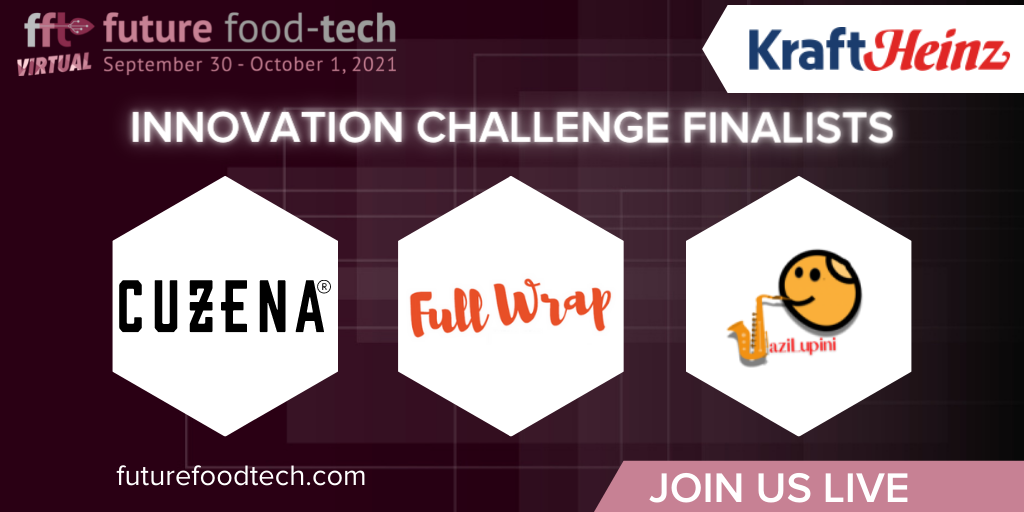 fft future food-tech
VIRTUAL September 30 - October 1, 2021
KraftHeinz
INNOVATION CHALLENGE FINALISTS
CUZENA®
Full Wrap
JaziLupini
futurefoodtech.com
JOIN US LIVE